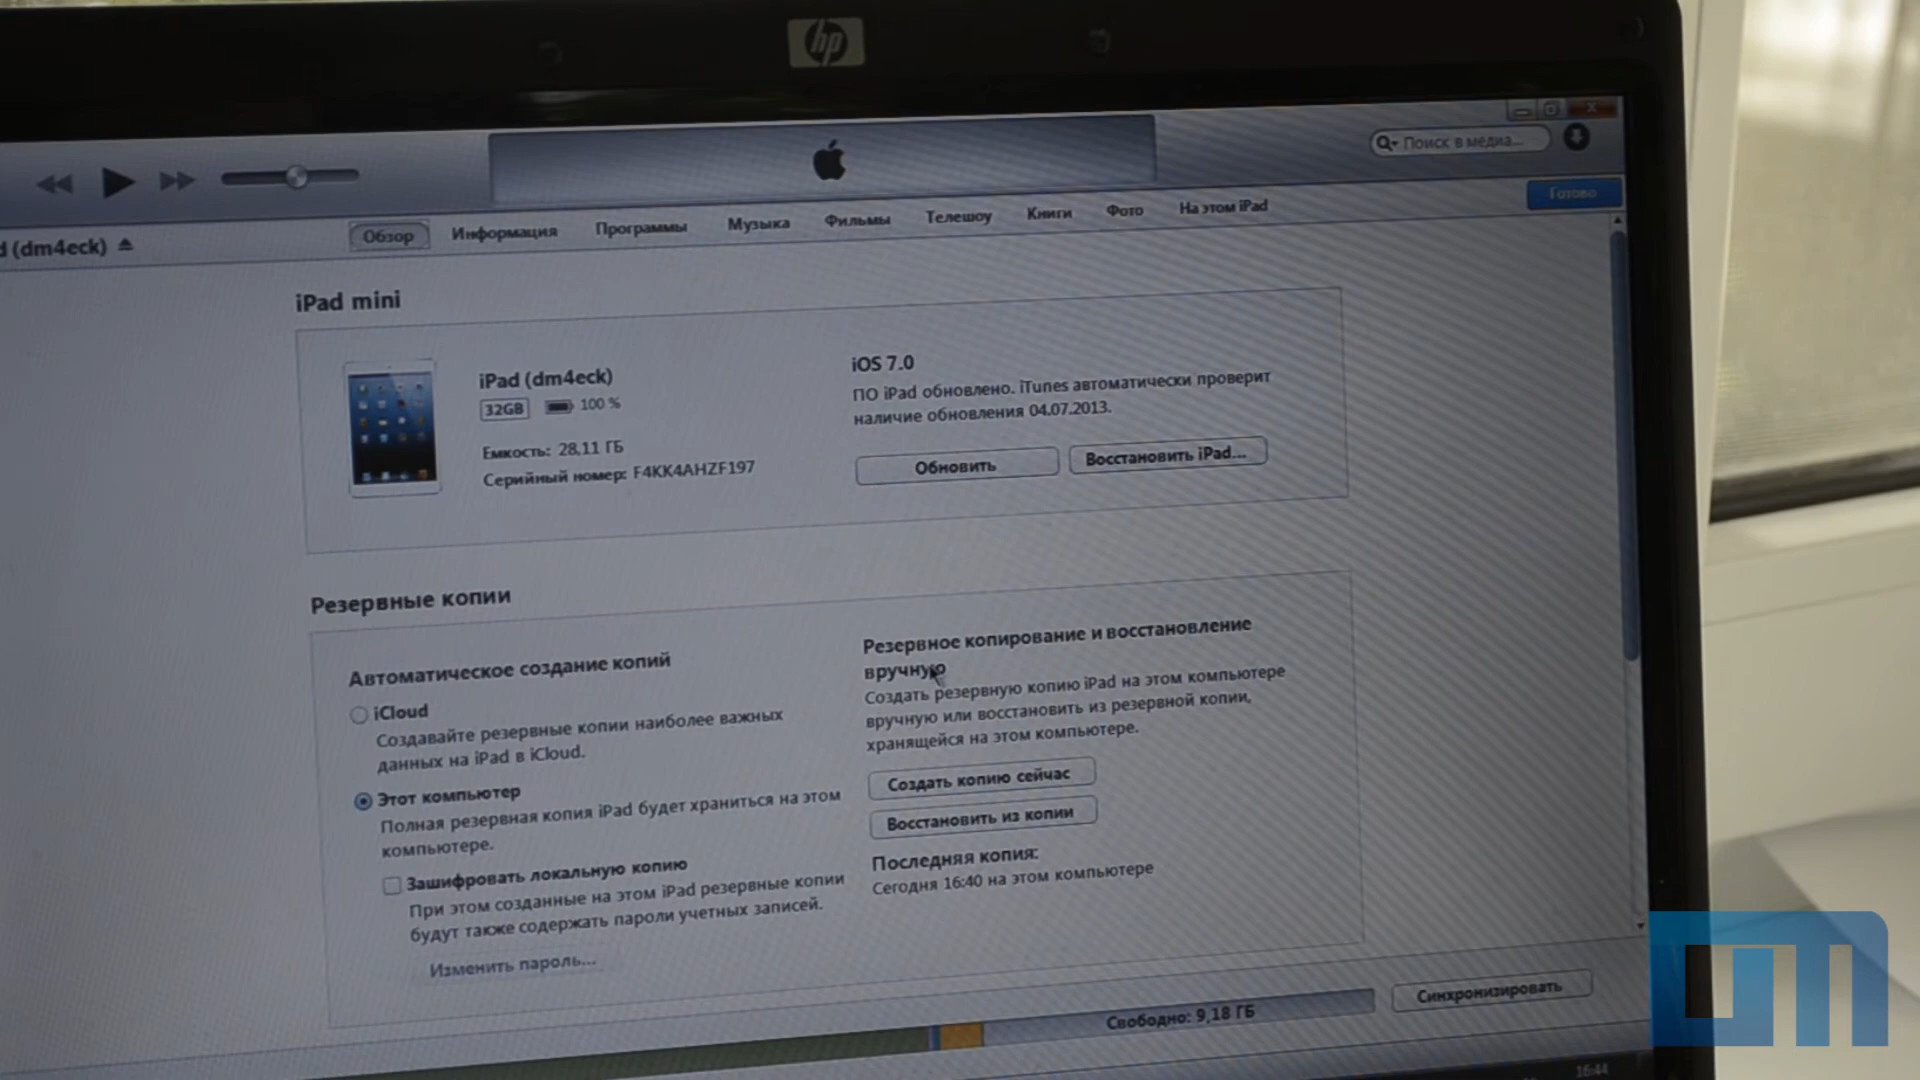 hp
Поиск в медиа...
Готово
d (dm4eck)
Обзор Информация Программы Музыка Фильмы Телешоу Книги Фото На этом iPad
iPad mini
iPad (dm4eck)
32GB 100 %
Емкость: 28,11 ГБ
Серийный номер: F4KK4AHZF197
iOS 7.0
ПО iPad обновлено. iTunes автоматически проверит
наличие обновления 04.07.2013.
Обновить Восстановить iPad...
Резервные копии
Автоматическое создание копий
iCloud
Создавайте резервные копии наиболее важных
данных на iPad в iCloud.
Этот компьютер
Полная резервная копия iPad будет храниться на этом
компьютере.
Зашифровать локальную копию
При этом созданные на этом iPad резервные копии
будут также содержать пароли учетных записей.
Изменить пароль...
Резервное копирование и восстановление
вручную
Создать резервную копию iPad на этом компьютере
вручную или восстановить из резервной копии,
хранящейся на этом компьютере.
Создать копию сейчас
Восстановить из копии
Последняя копия:
Сегодня 16:40 на этом компьютере
Свободно: 9,18 ГБ
Синхронизировать
16:44